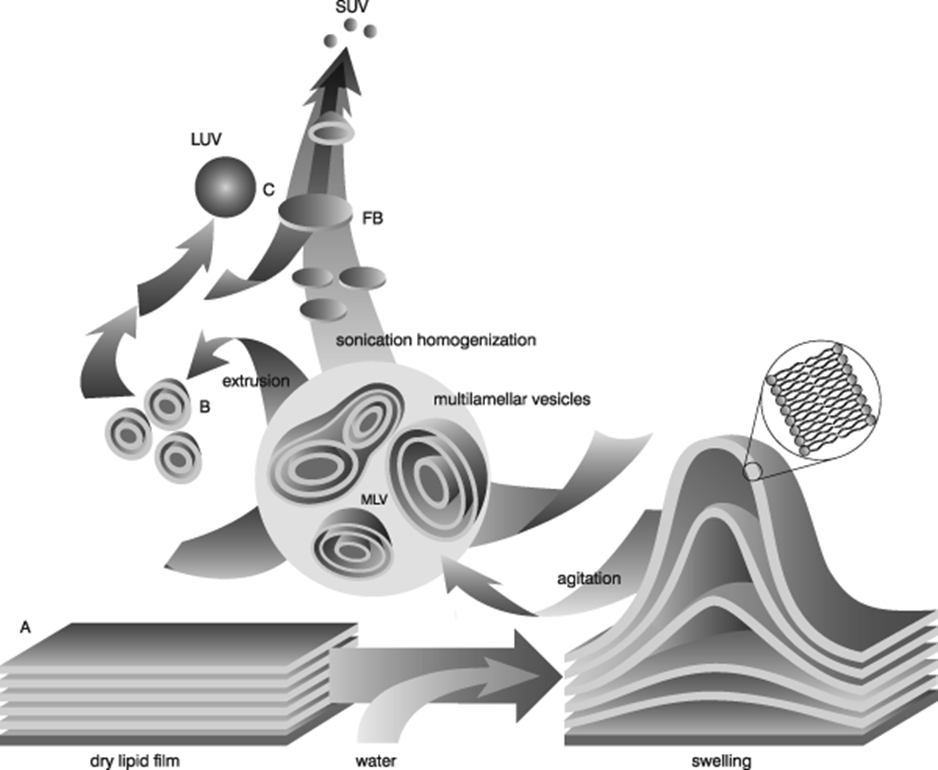 SUV
LUV
C
FB
sonication homogenization
extrusion
multilamellar vesicles
B
MLV
agitation
A
dry lipid film
water
swelling